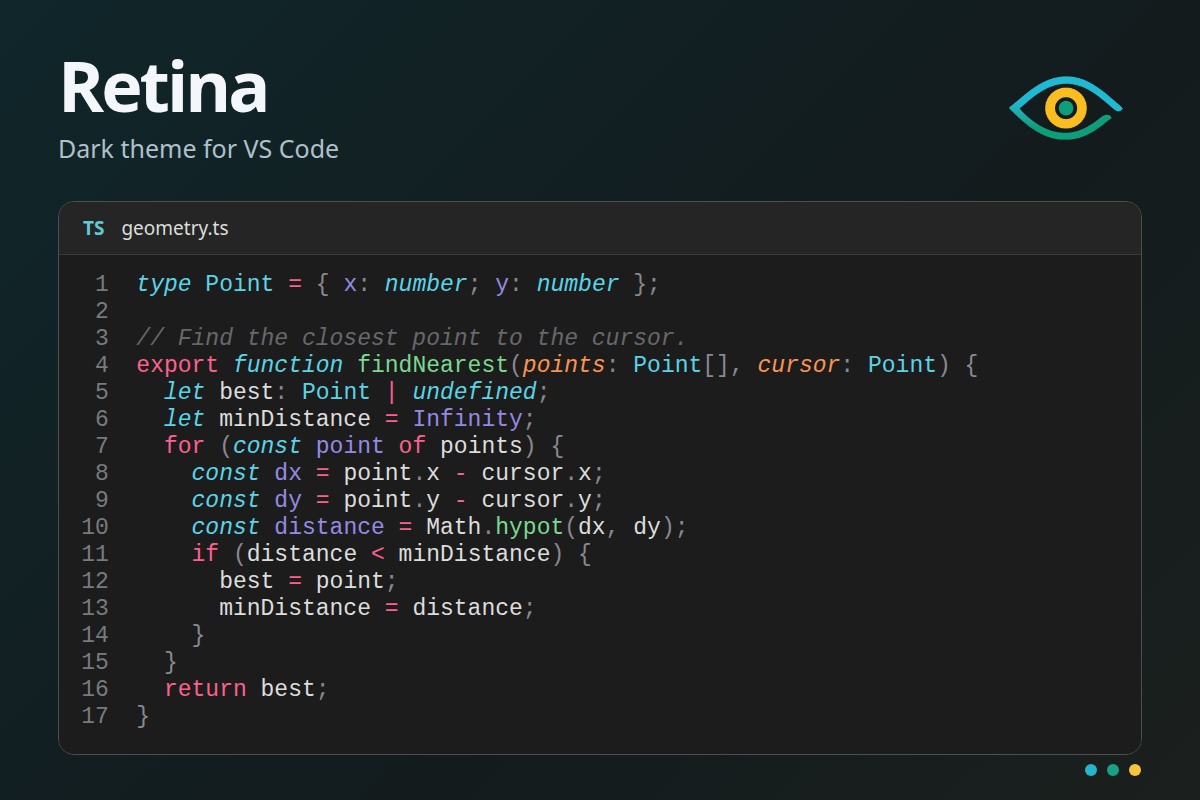 Retina
Dark theme for VS Code
TS geometry.ts
1 type Point = { x: number; y: number };
2
3 // Find the closest point to the cursor.
4 export function findNearest(points: Point[], cursor: Point) {
5   let best: Point | undefined;
6   let minDistance = Infinity;
7   for (const point of points) {
8     const dx = point.x - cursor.x;
9     const dy = point.y - cursor.y;
10     const distance = Math.hypot(dx, dy);
11     if (distance < minDistance) {
12       best = point;
13       minDistance = distance;
14     }
15   }
16   return best;
17 }